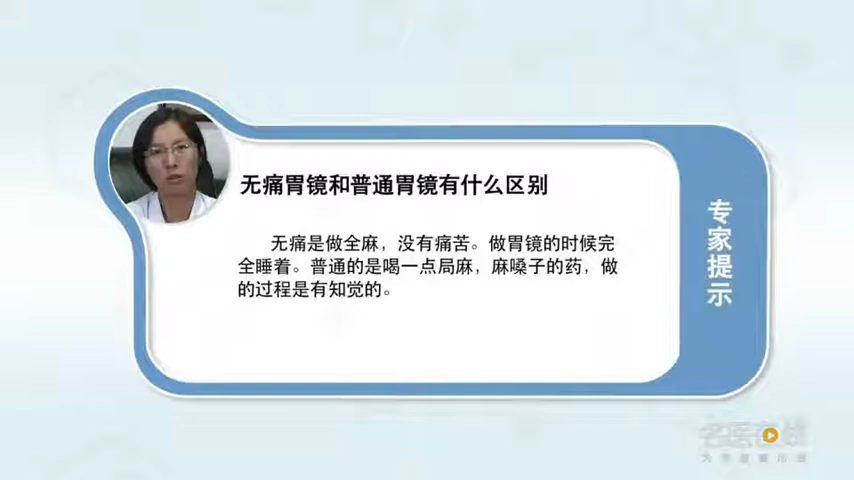 无痛胃镜和普通胃镜有什么区别
无痛是做全麻，没有痛苦。做胃镜的时候完
全睡着。普通的是喝一点局麻，麻嗓子的药，做
的过程是有知觉的。
专家提示